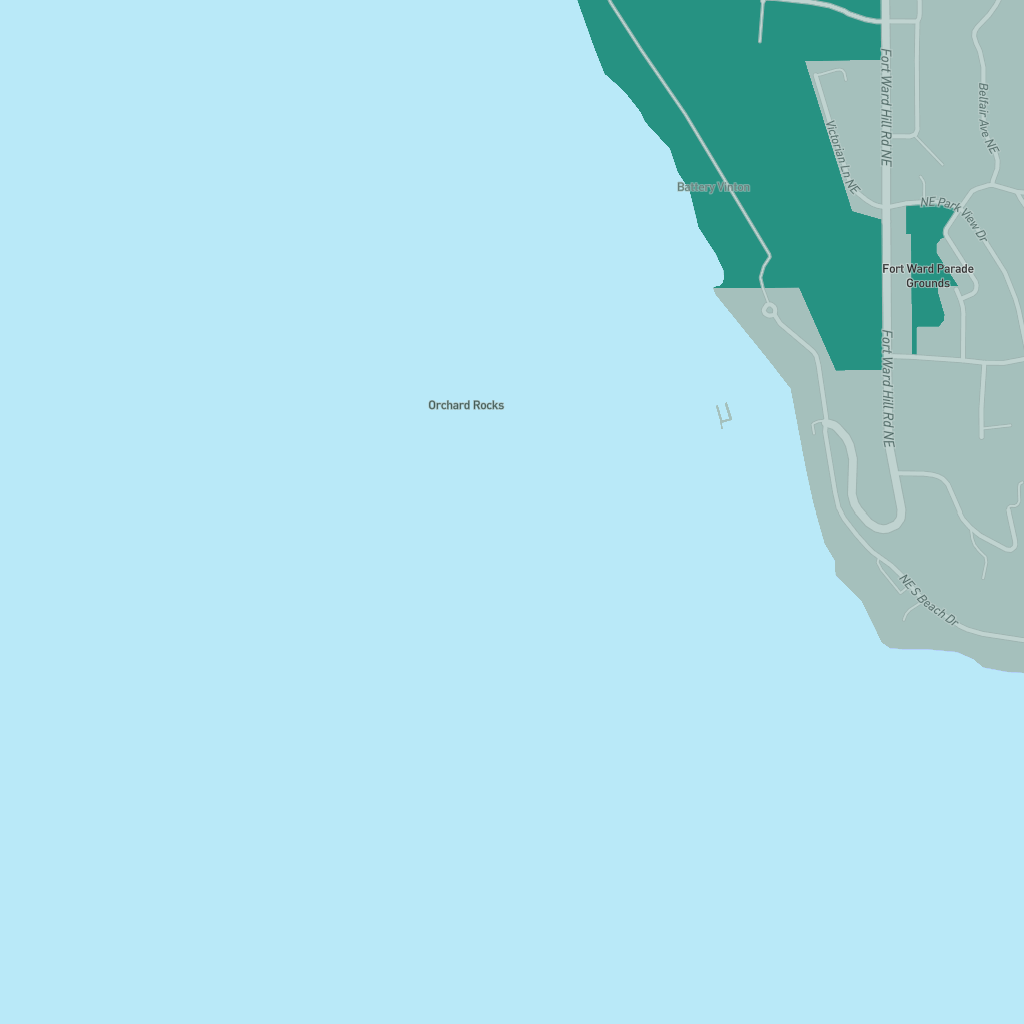 Fort Ward Hill Rd NE
Belfair Ave NE
Victorian Ln NE
Battery Vinton
NE Park View Dr
Fort Ward Parade
Grounds
Fort Ward Hill Rd NE
Orchard Rocks
NE S Beach Dr